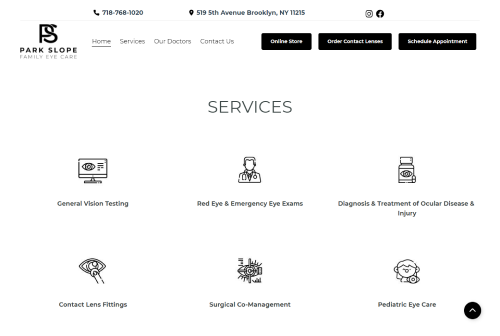 718-768-1020
519 5th Avenue Brooklyn, NY 11215
PS
PARK SLOPE
FAMILY EYE CARE
Home
Services
Our Doctors
Contact Us
Online Store
Order Contact Lenses
Schedule Appointment
SERVICES
General Vision Testing
Red Eye & Emergency Eye Exams
Diagnosis & Treatment of Ocular Disease &
Injury
Contact Lens Fittings
Surgical Co-Management
Pediatric Eye Care